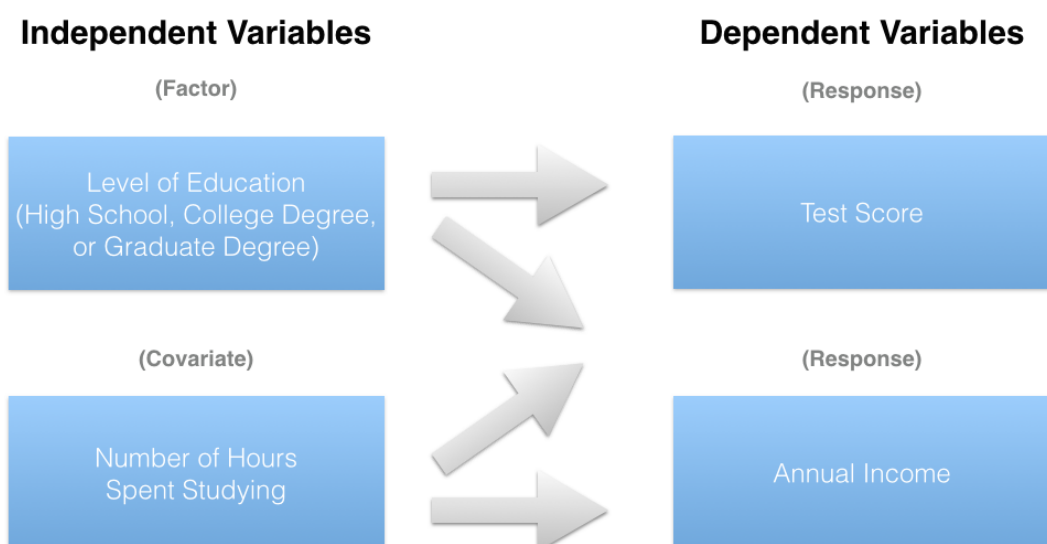 Independent Variables
Dependent Variables
(Factor)
(Response)
Level of Education
(High School, College Degree,
or Graduate Degree)
Test Score
(Covariate)
(Response)
Number of Hours
Spent Studying
Annual Income